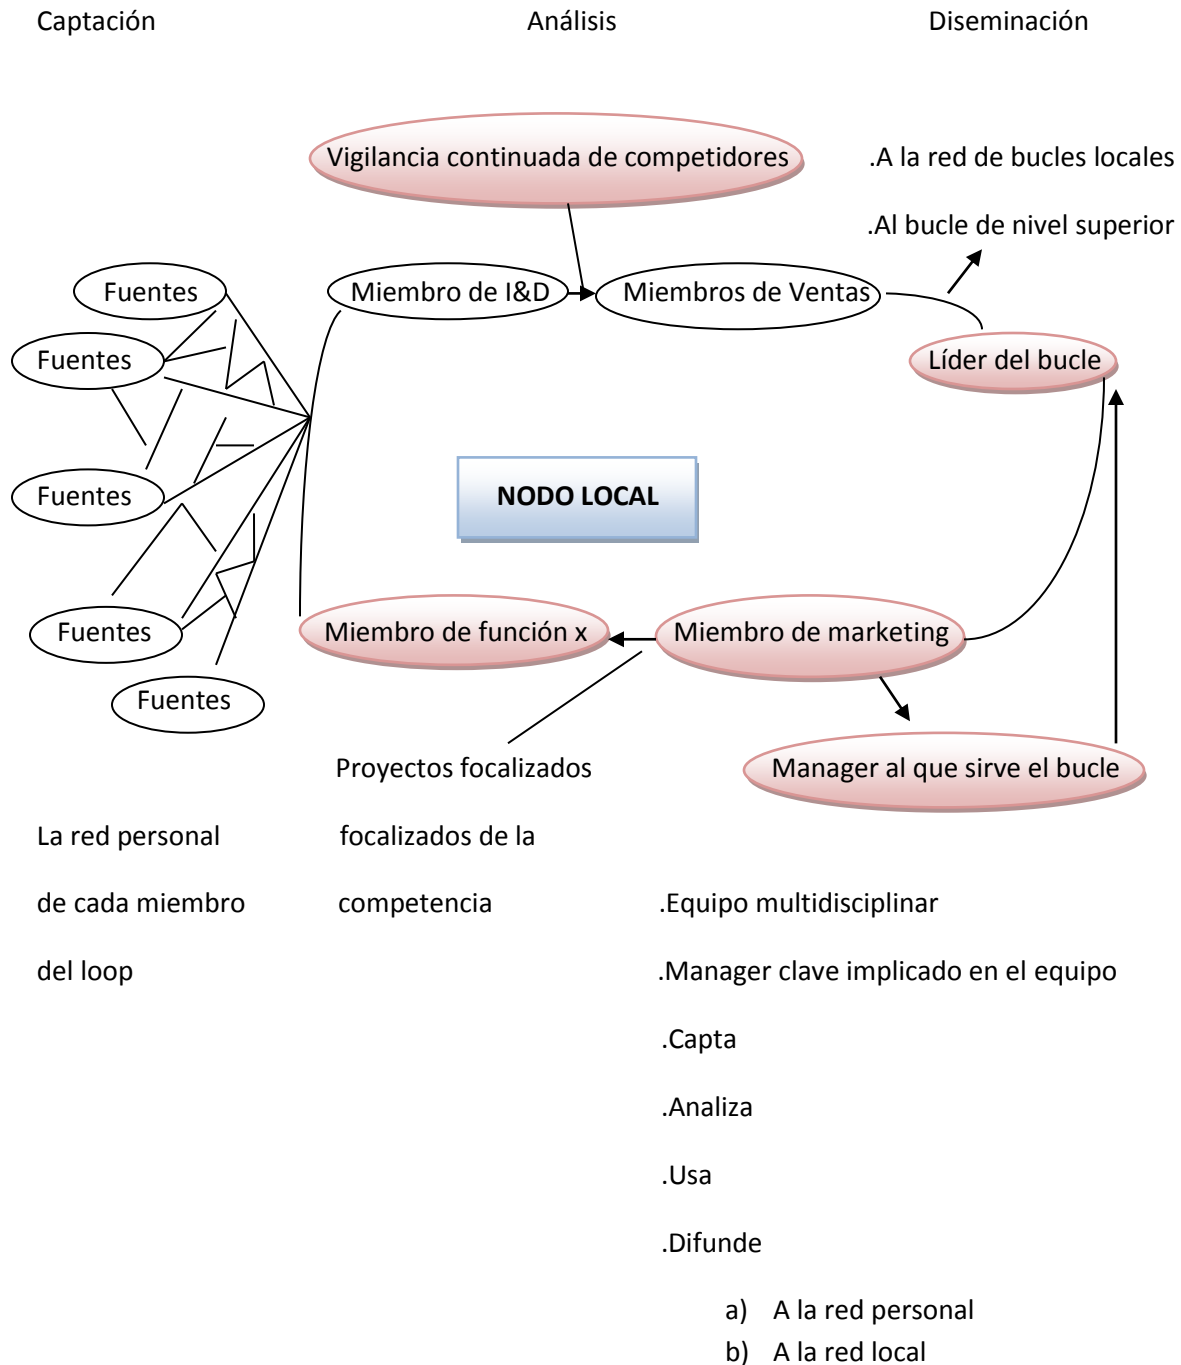 Captación Análisis Diseminación
Vigilancia continuada de competidores
.A la red de bucles locales
.Al bucle de nivel superior
Fuentes
Miembro de I&D
Miembros de Ventas
Fuentes
Líder del bucle
Fuentes
NODO LOCAL
Fuentes
Miembro de función x
Miembro de marketing
Fuentes
Proyectos focalizados
Manager al que sirve el bucle
La red personal focalizados de la
de cada miembro competencia .Equipo multidisciplinar
del loop .Manager clave implicado en el equipo
.Capta
.Analiza
.Usa
.Difunde
a) A la red personal
b) A la red local